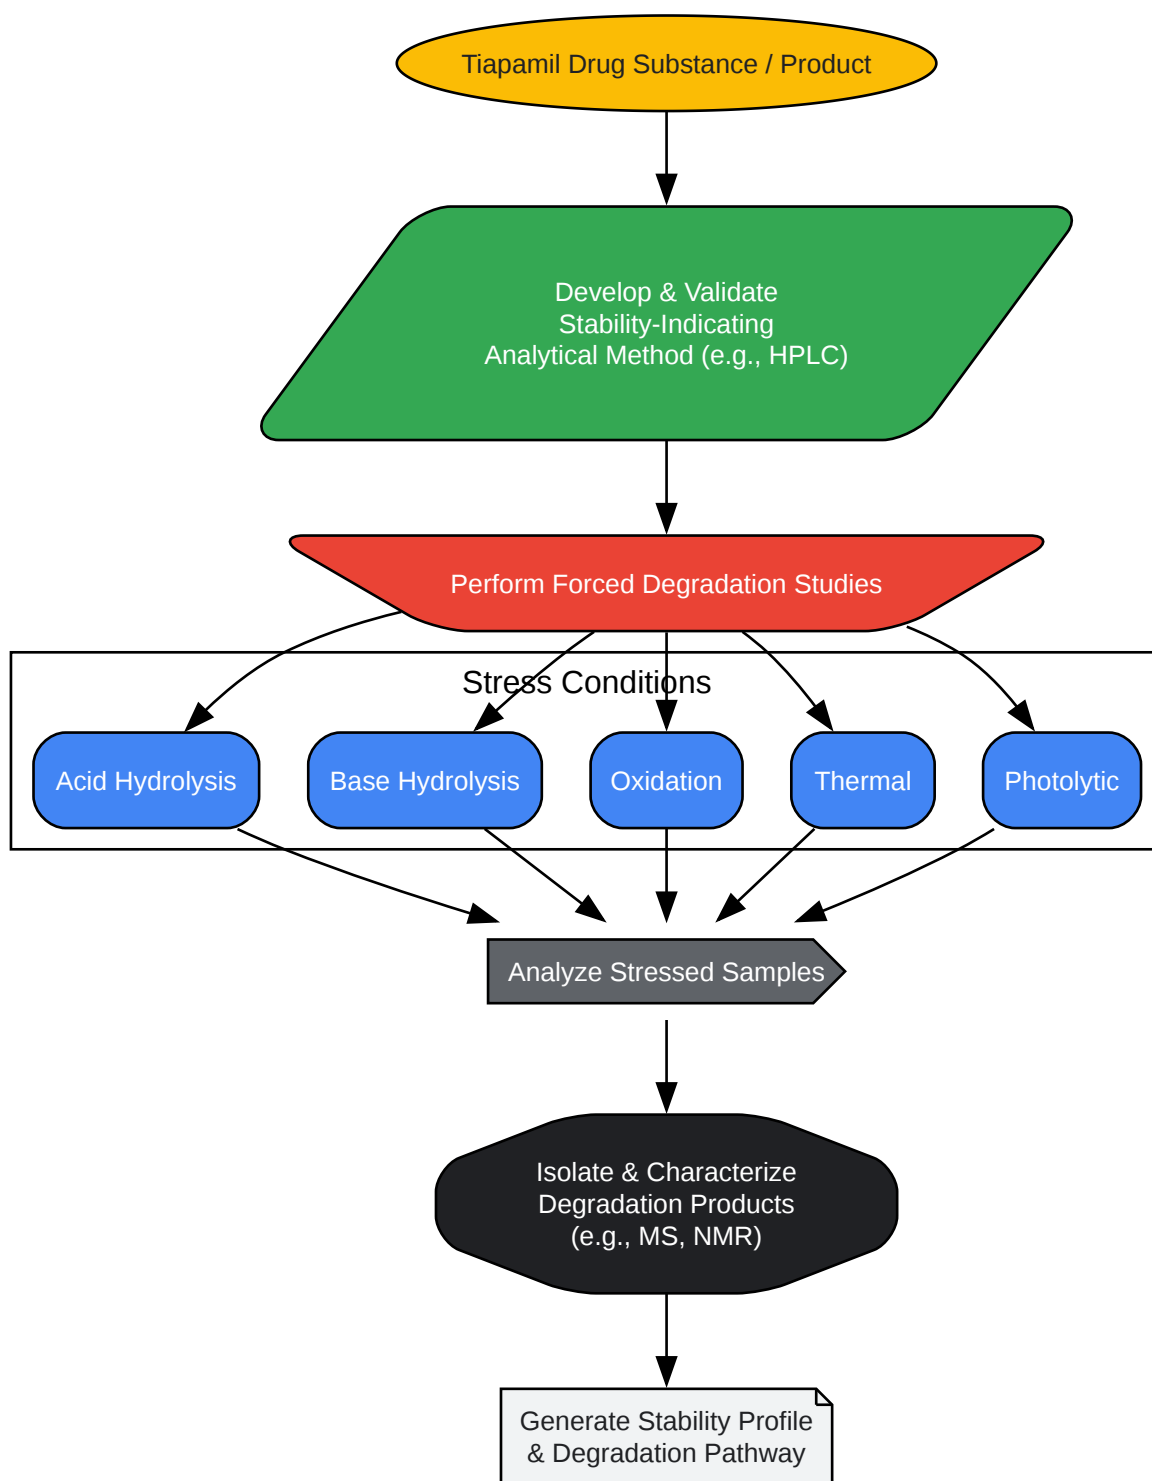 Tiapamil Drug Substance / Product
Develop & Validate
Stability-Indicating
Analytical Method (e.g., HPLC)
Perform Forced Degradation Studies
Stress Conditions
Acid Hydrolysis
Base Hydrolysis
Oxidation
Thermal
Photolytic
Analyze Stressed Samples
Isolate & Characterize
Degradation Products
(e.g., MS, NMR)
Generate Stability Profile
& Degradation Pathway